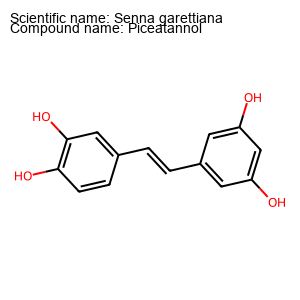 Scientific name: Senna garettiana
Compound name: Piceatannol
OH
HO
HO
OH